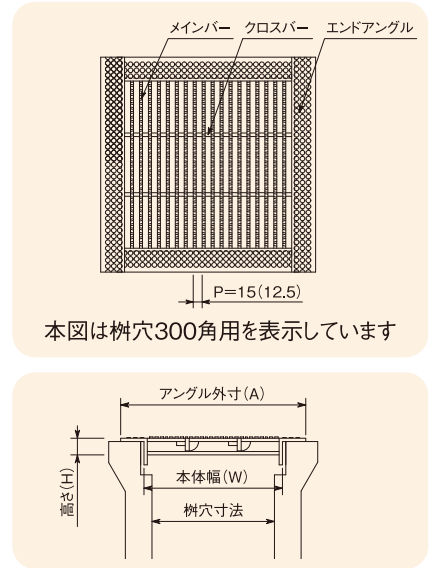 メインバー クロスバー エンドアングル
P=15(12.5)
本図は桝穴300角用を表示しています
アングル外寸(A)
高さ(H)
本体幅(W)
桝穴寸法